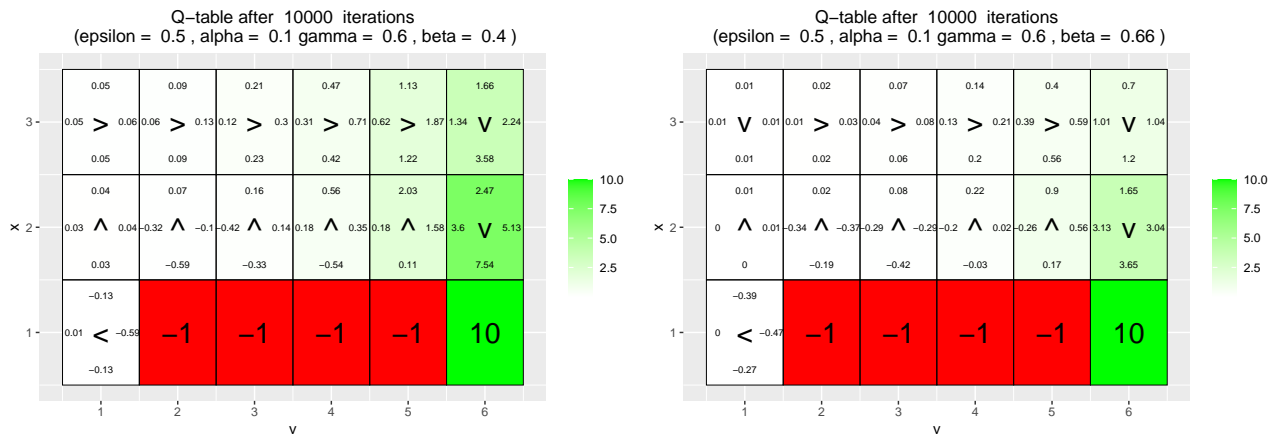 Q−table after 10000 iterations
(epsilon = 0.5 , alpha = 0.1 gamma = 0.6 , beta = 0.4 )
0.05 0.09 0.21 0.47 1.13 1.66
3 0.05 > 0.06 0.06 > 0.13 0.12 > 0.3 0.31 > 0.71 0.62 > 1.87 1.34 v 2.24
0.05 0.09 0.23 0.42 1.22 3.58
0.04 0.07 0.16 0.56 2.03 2.47
x 2 0.03 ^ 0.04 −0.32 ^ −0.1 −0.42 ^ 0.14 0.18 ^ 0.35 0.18 ^ 1.58 3.6 v 5.13
0.03 −0.59 −0.33 −0.54 0.11 7.54
−0.13
1 0.01 < −0.59 −1 −1 −1 −1 10
−0.13
1 2 3 4 5 6
y
10.0
7.5
5.0
2.5
Q−table after 10000 iterations
(epsilon = 0.5 , alpha = 0.1 gamma = 0.6 , beta = 0.66 )
0.01 0.02 0.07 0.14 0.4 0.7
3 0.01 v 0.01 0.01 > 0.03 0.04 > 0.08 0.13 > 0.21 0.39 > 0.59 1.01 v 1.04
0.01 0.02 0.06 0.2 0.56 1.2
0.01 0.02 0.08 0.22 0.9 1.65
x 2 0 ^ 0.01 −0.34 ^ −0.37 −0.29 ^ −0.29 −0.2 ^ 0.02 −0.26 ^ 0.56 3.13 v 3.04
0 −0.19 −0.42 −0.03 0.17 3.65
−0.39
1 0 < −0.47 −1 −1 −1 −1 10
−0.27
1 2 3 4 5 6
y
10.0
7.5
5.0
2.5